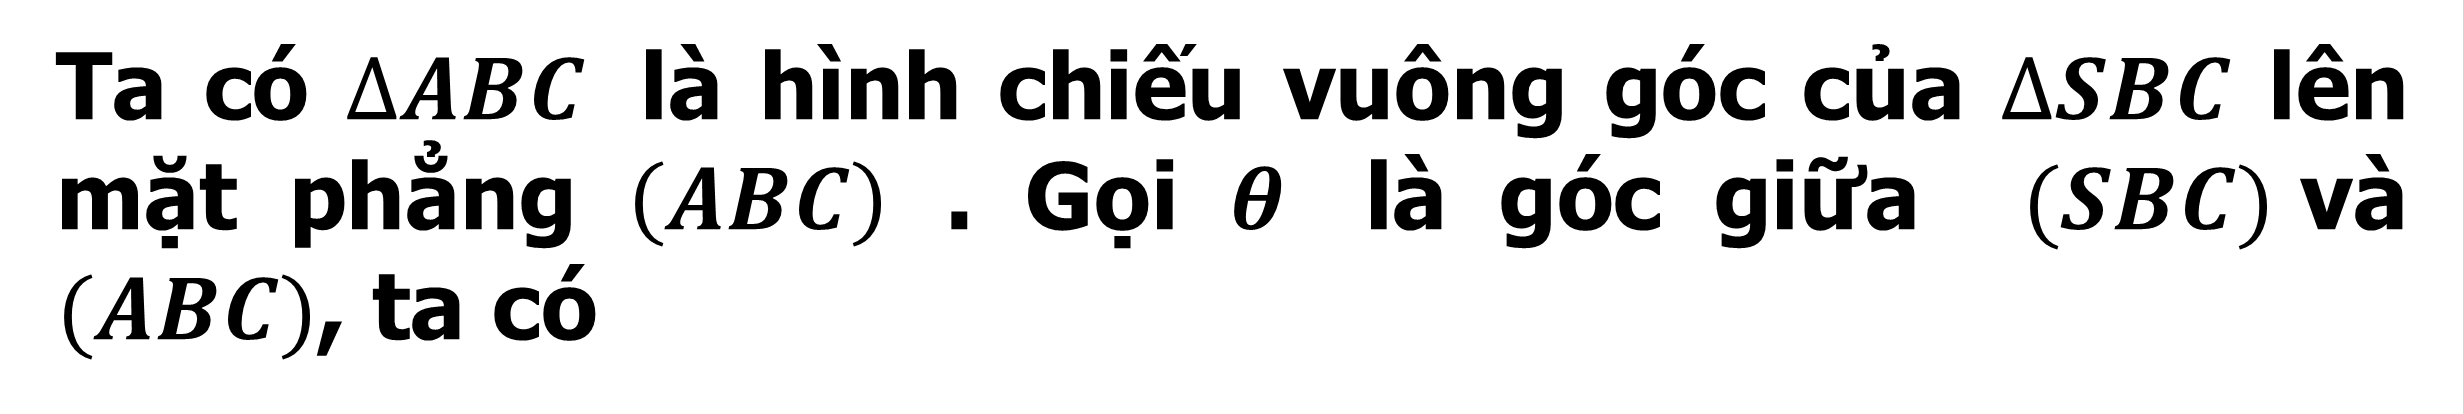 Ta có ΔABC là hình chiếu vuông góc của ΔSBC lên
mặt phẳng (ABC) . Gọi θ là góc giữa (SBC) và
(ABC), ta có